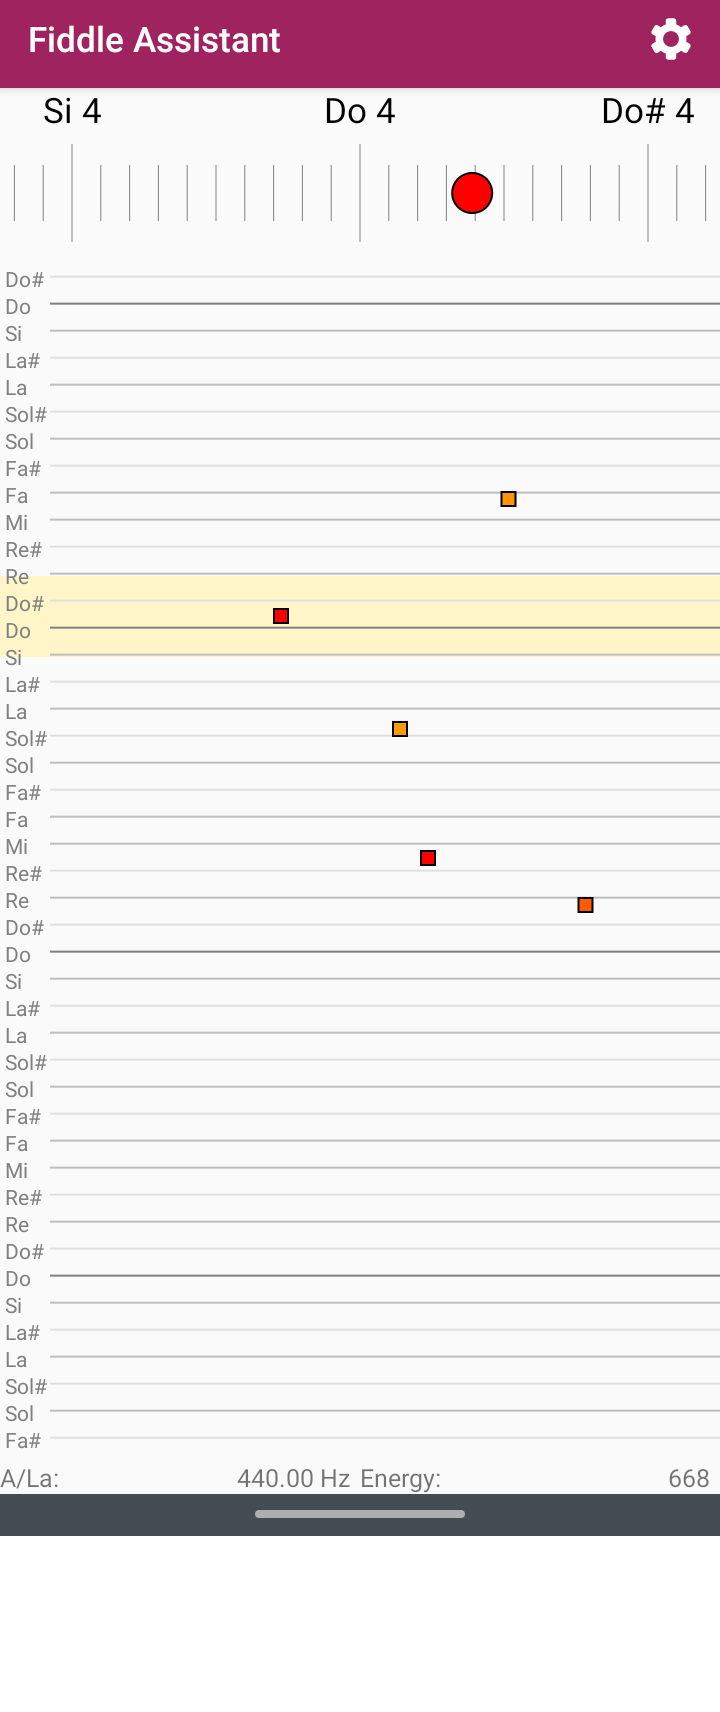 Fiddle Assistant
Si 4 Do 4 Do# 4
Do#
Do
Si
La#
La
Sol#
Sol
Fa#
Fa
Mi
Re#
Re
Do#
Do
Si
La#
La
Sol#
Sol
Fa#
Fa
Mi
Re#
Re
Do#
Do
Si
La#
La
Sol#
Sol
Fa#
Fa
Mi
Re#
Re
Do#
Do
Si
La#
La
Sol#
Sol
Fa#
A/La: 440.00 Hz Energy: 668